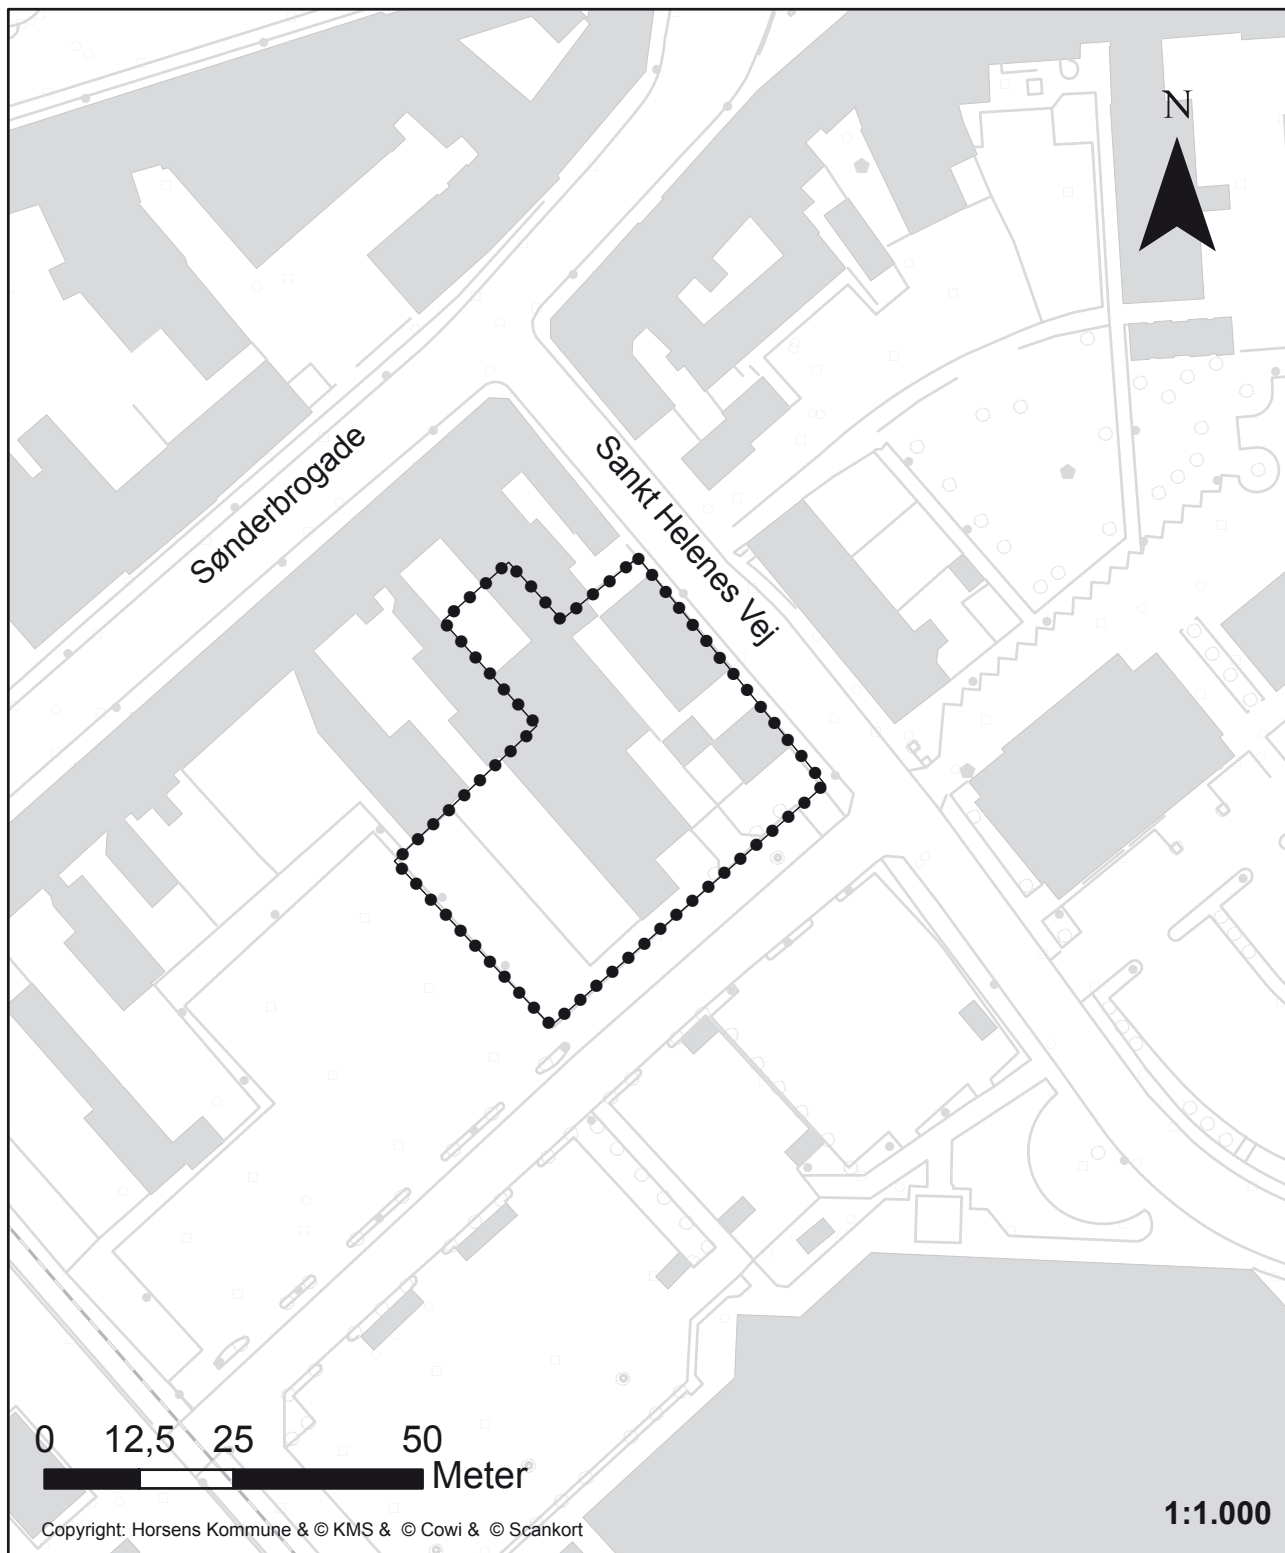 N
Sønderbrogade
Sankt Helenes Vej
0 12,5 25 50
Meter
1:1.000
Copyright: Horsens Kommune & © KMS & © Cowi & © Scankort